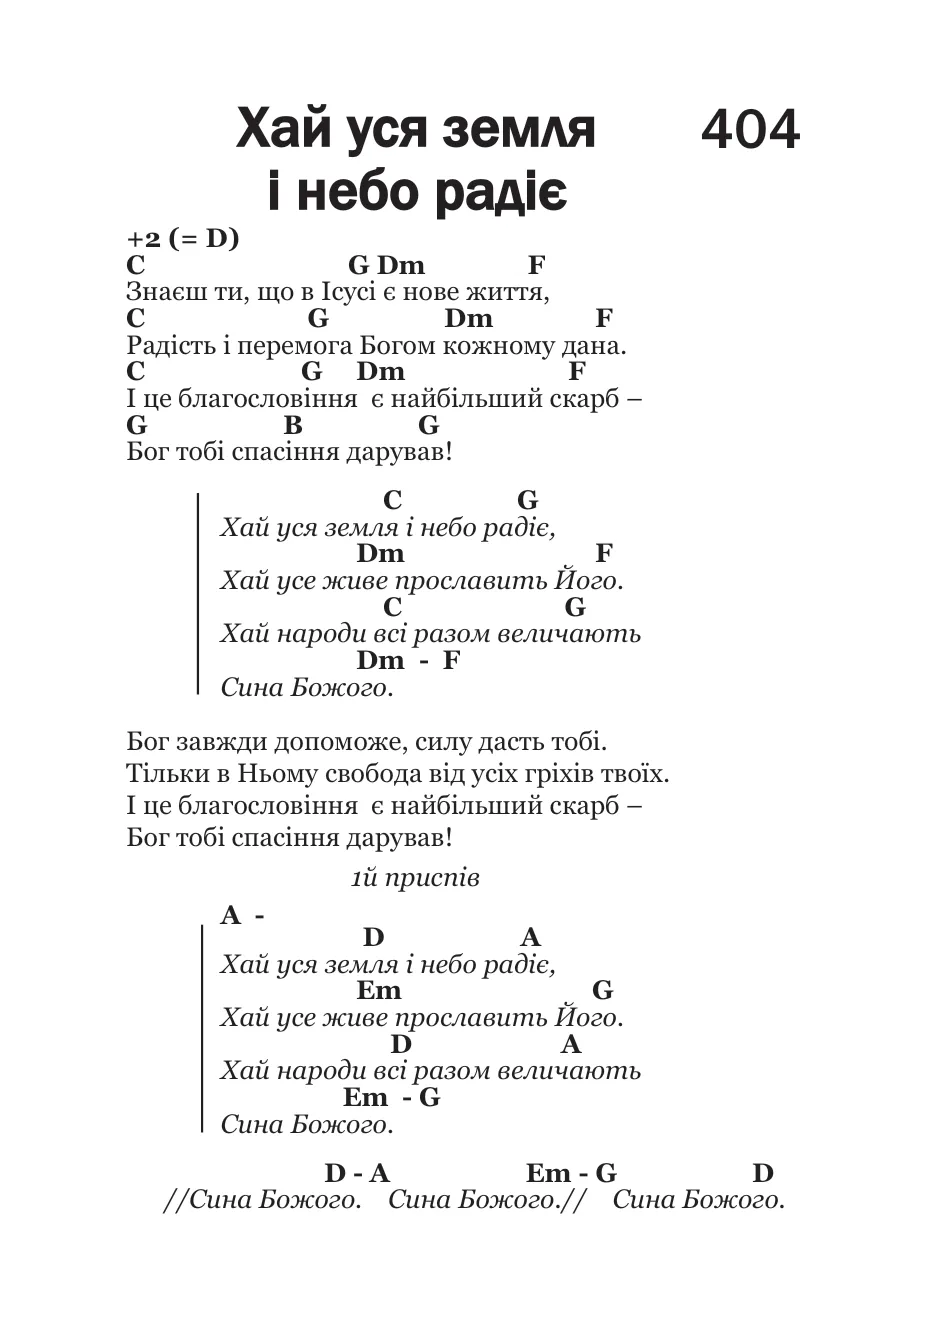 Хай уся земля 404
і небо радіє
+2 (= D)
C G Dm F
Знаєш ти, що в Ісусі є нове життя,
C G Dm F
Радість і перемога Богом кожному дана.
C G Dm F
І це благословіння є найбільший скарб –
G B G
Бог тобі спасіння дарував!
C G
Хай уся земля і небо радіє,
Dm F
Хай усе живе прославить Його.
C G
Хай народи всі разом величають
Dm - F
Сина Божого.
Бог завжди допоможе, силу дасть тобі.
Тільки в Ньому свобода від усіх гріхів твоїх.
І це благословіння є найбільший скарб –
Бог тобі спасіння дарував!
1й приспів
A -
D A
Хай уся земля і небо радіє,
Em G
Хай усе живе прославить Його.
D A
Хай народи всі разом величають
Em - G
Сина Божого.
D - A Em - G D
//Сина Божого. Сина Божого.// Сина Божого.